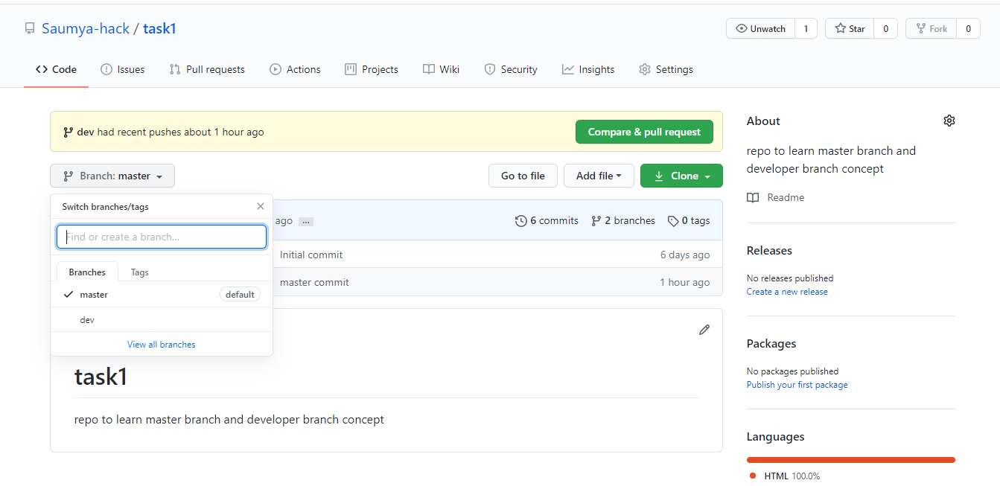 Saumya-hack / task1
Unwatch 1 Star 0 Fork 0
Code Issues Pull requests Actions Projects Wiki Security Insights Settings
dev had recent pushes about 1 hour ago Compare & pull request
Branch: master Go to file Add file Clone
Switch branches/tags
Find or create a branch...
Branches Tags
master default
dev
View all branches
ago ... 6 commits 2 branches 0 tags
Initial commit 6 days ago
master commit 1 hour ago
task1
repo to learn master branch and developer branch concept
About
repo to learn master branch and
developer branch concept
Readme
Releases
No releases published
Create a new release
Packages
No packages published
Publish your first package
Languages
HTML 100.0%